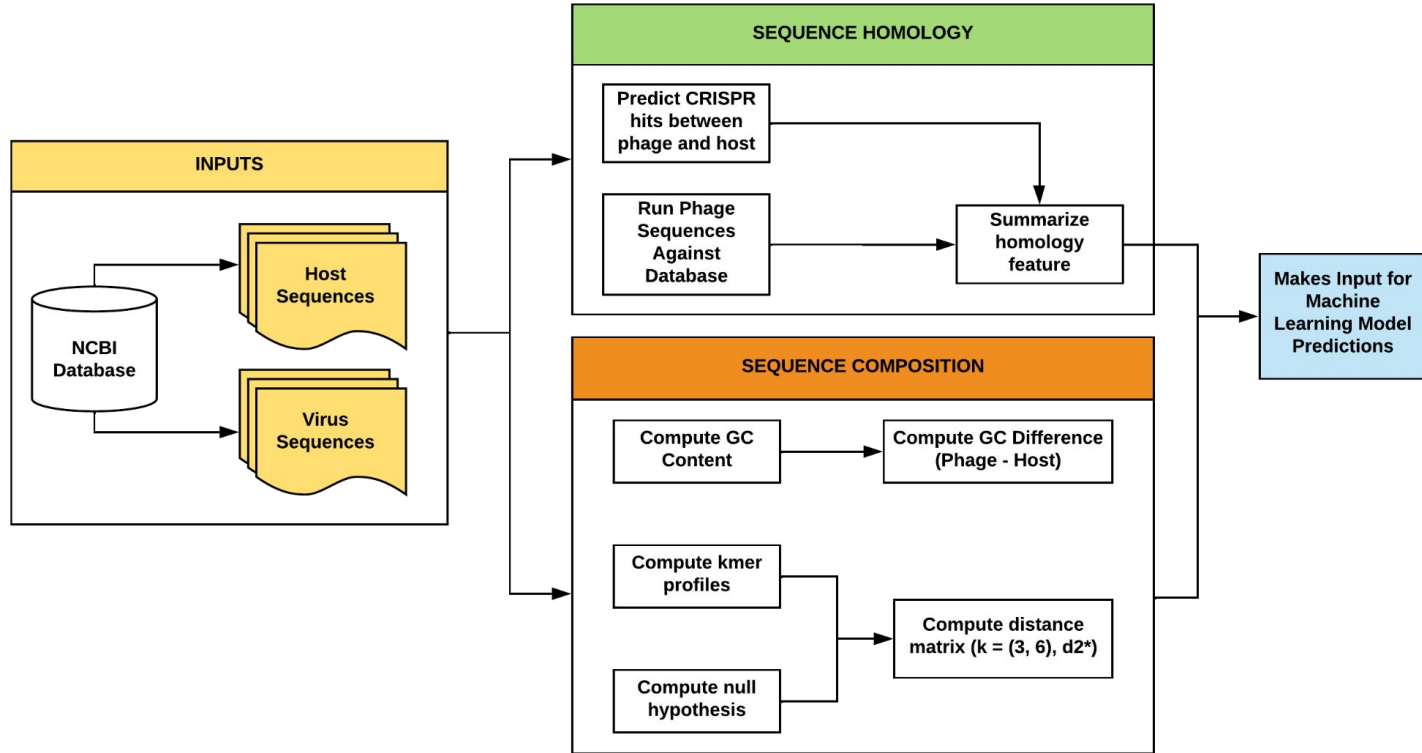 INPUTS
NCBI
Database
Host
Sequences
Virus
Sequences
SEQUENCE HOMOLOGY
Predict CRISPR
hits between
phage and host
Run Phage
Sequences
Against
Database
Summarize
homology
feature
SEQUENCE COMPOSITION
Compute GC
Content
Compute GC Difference
(Phage - Host)
Compute kmer
profiles
Compute null
hypothesis
Compute distance
matrix (k = (3, 6), d2*)
Makes Input for
Machine
Learning Model
Predictions